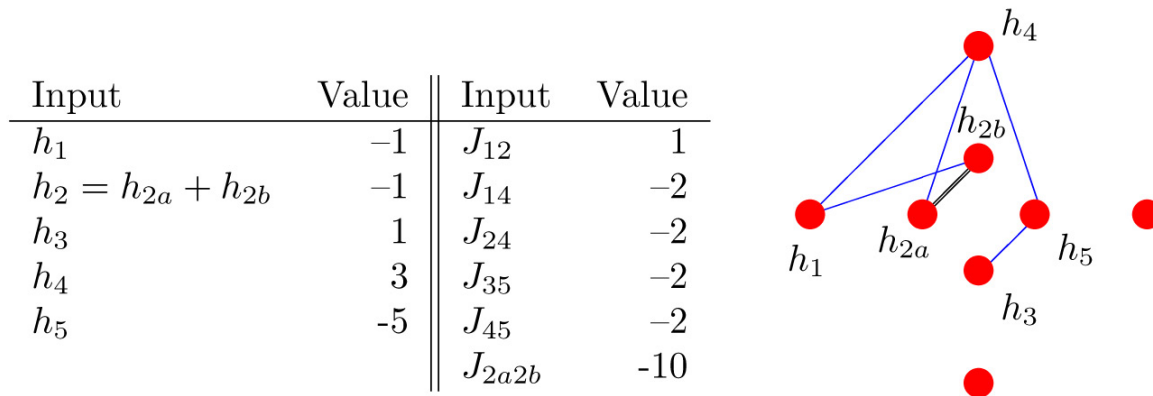 Input Value Input Value
h₁ –1 J₁₂ 1
h₂ = h₂ₐ + h₂b –1 J₁₄ –2
h₃ 1 J₂₄ –2
h₄ 3 J₃₅ –2
h₅ -5 J₄₅ –2
J₂ₐ₂b -10
h₄
h₂b
h₁
h₂ₐ
h₅
h₃